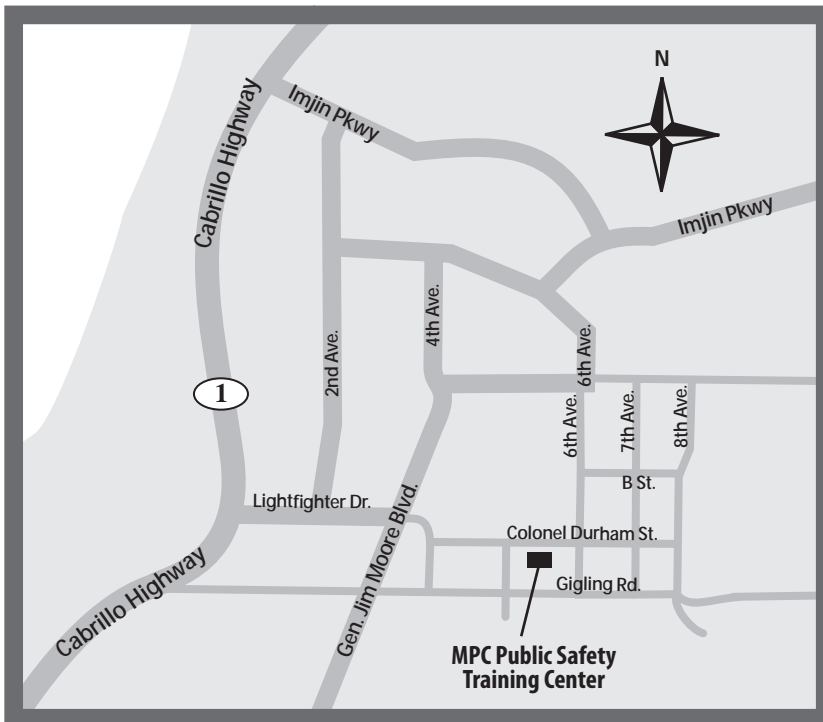 N
Imjin Pkwy
Cabrillo Highway
Imjin Pkwy
4th Ave.
2nd Ave.
6th Ave.
1
6th Ave.
7th Ave.
8th Ave.
B St.
Lightfighter Dr.
Gen. Jim Moore Blvd.
Colonel Durham St.
Gigling Rd.
Cabrillo Highway
MPC Public Safety
Training Center